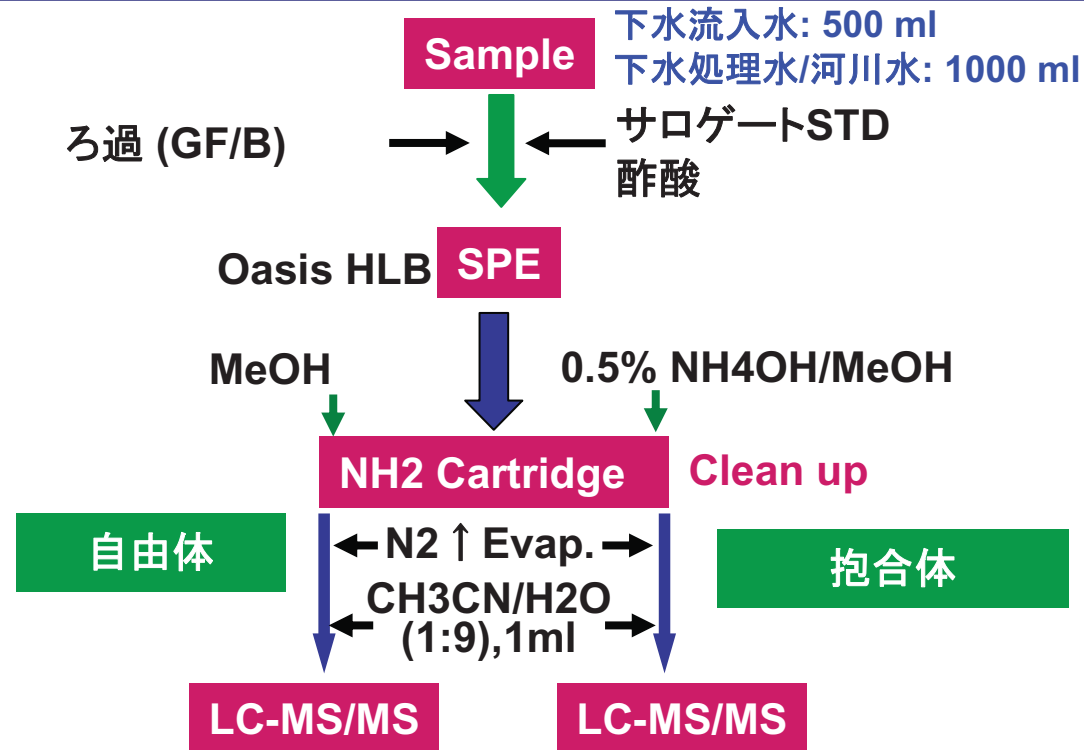 下水流入水: 500 ml
Sample
下水処理水/河川水: 1000 ml
ろ過 (GF/B)
サロゲートSTD
酢酸
Oasis HLB
SPE
MeOH
0.5% NH4OH/MeOH
NH2 Cartridge
Clean up
自由体
N2↑Evap.
抱合体
CH3CN/H2O
(1:9),1ml
LC-MS/MS
LC-MS/MS